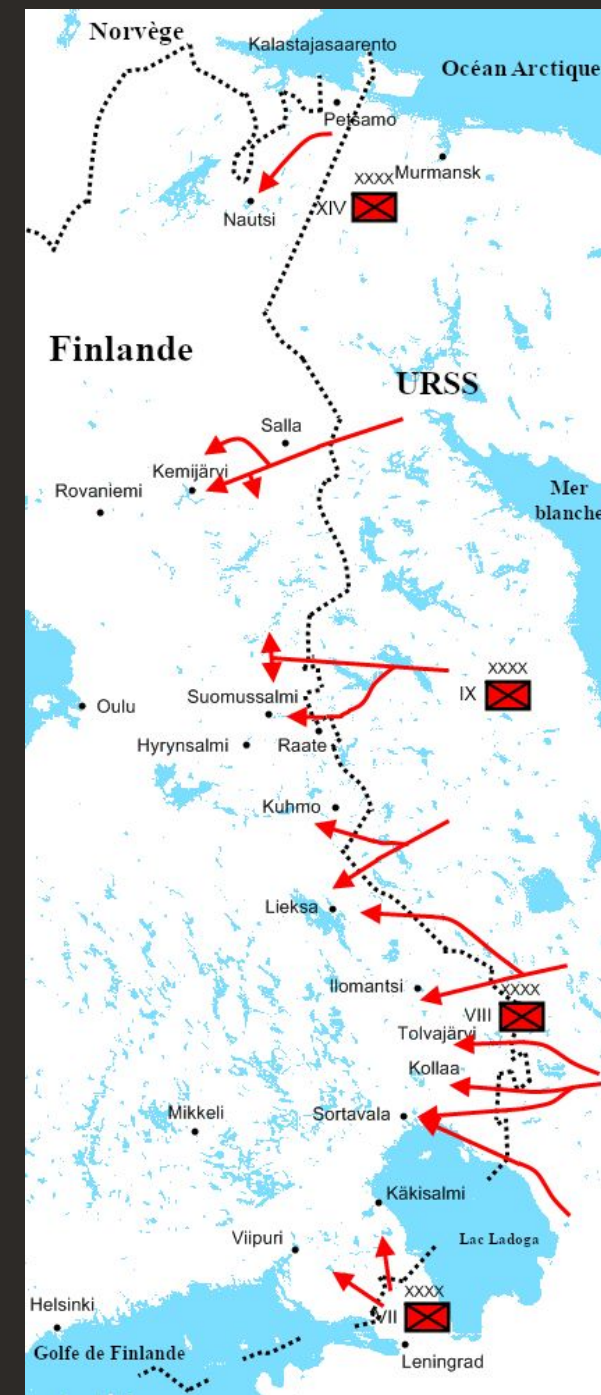 Norvège
Kalastajasaarento
Océan Arctique
Petsamo
Murmansk
XXXX
XIV
Nautsi
Finlande
URSS
Salla
Kemijärvi
Rovaniemi
Mer
blanche
XXXX
IX
Suomussalmi
Oulu
Hyrynsalmi
Raate
Kuhmo
Lieksa
Ilomantsi
XXXX
VIII
Tolvajärvi
Kollaa
Mikkeli
Sortavala
Käkisalmi
Viipuri
Lac Ladoga
XXXX
VII
Helsinki
Golfe de Finlande
Leningrad